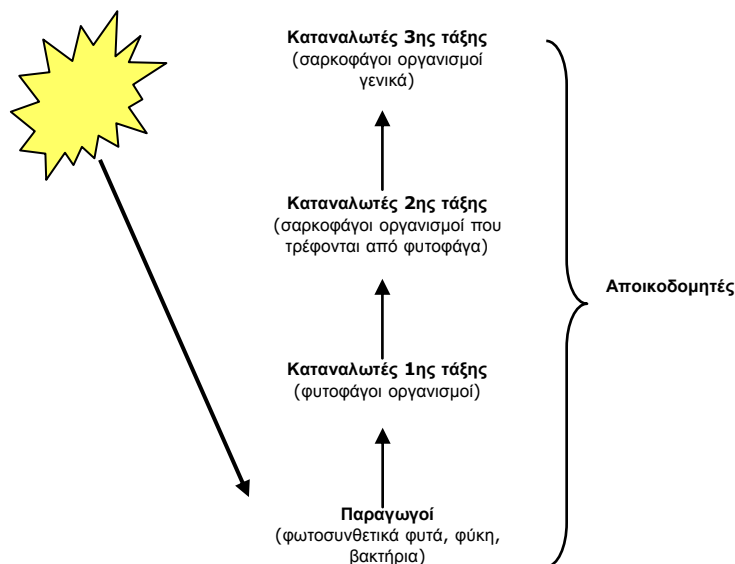 Καταναλωτές 3ης τάξης
(σαρκοφάγοι οργανισμοί
γενικά)
Καταναλωτές 2ης τάξης
(σαρκοφάγοι οργανισμοί που
τρέφονται από φυτοφάγα)
Αποικοδομητές
Καταναλωτές 1ης τάξης
(φυτοφάγοι οργανισμοί)
Παραγωγοί
(φωτοσυνθετικά φυτά, φύκη,
βακτήρια)